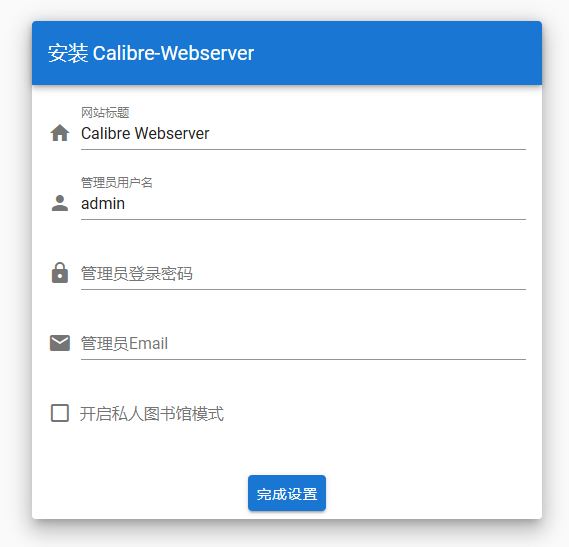 安装 Calibre-Webserver
网站标题
Calibre Webserver
管理员用户名
admin
管理员登录密码
管理员Email
开启私人图书馆模式
完成设置